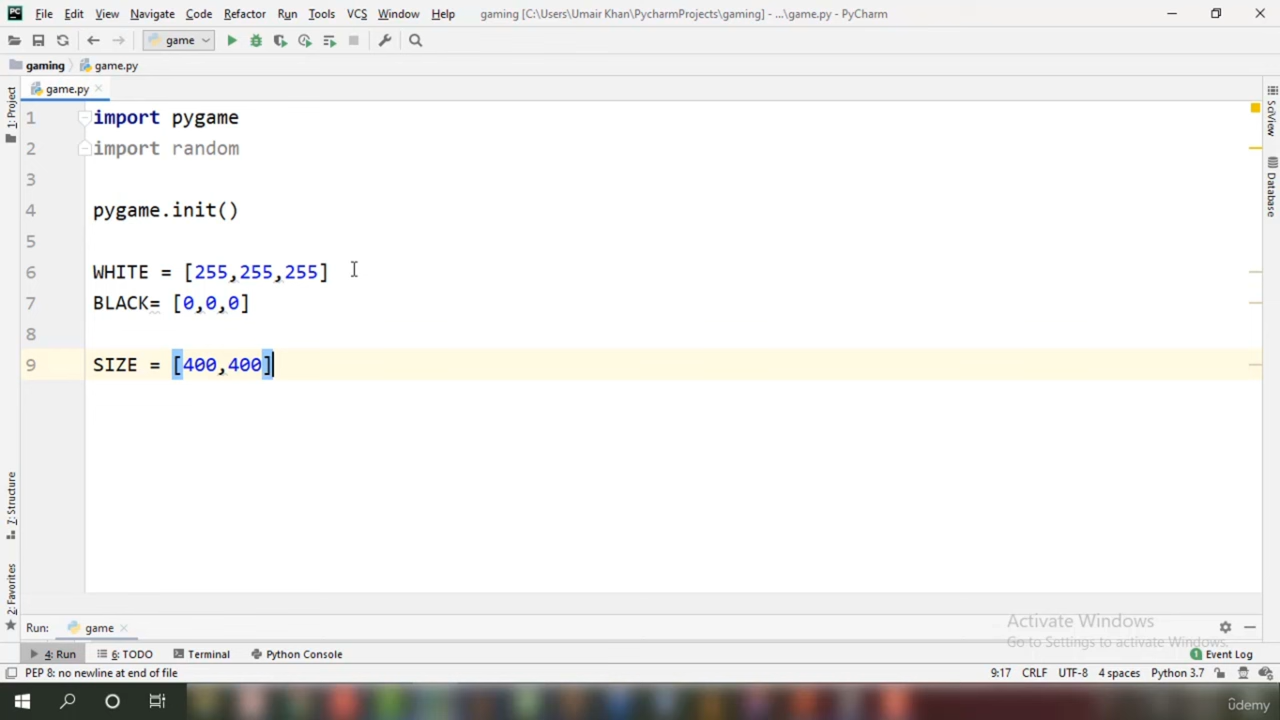 File Edit View Navigate Code Refactor Run Tools VCS Window Help gaming [C:\Users\Umair Khan\PycharmProjects\gaming] - ...\game.py - PyCharm
game
gaming game.py
game.py
1: Project
SciView
Database
1 import pygame
2 import random
3
4 pygame.init()
5
6 WHITE = [255,255,255]
7 BLACK= [0,0,0]
8
9 SIZE = [400,400]
Z: Structure
2: Favorites
Activate Windows
Go to Settings to activate Windows.
Run: game
4: Run 6: TODO Terminal Python Console 1 Event Log
PEP 8: no newline at end of file 9:17 CRLF UTF-8 4 spaces Python 3.7
ûdemy